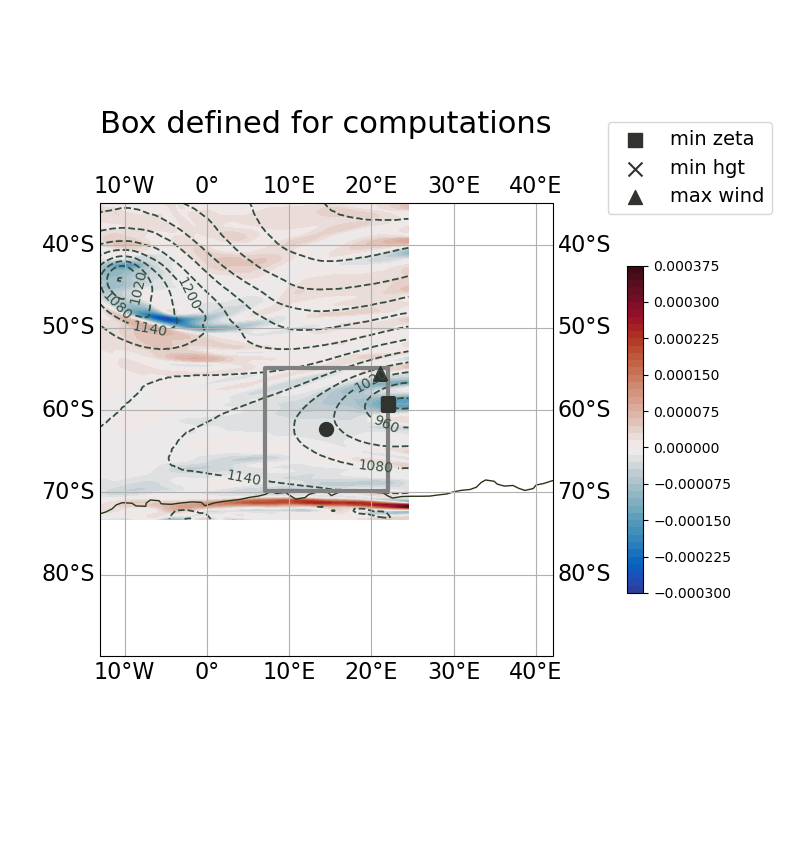 Box defined for computations
min zeta
min hgt
max wind
10°W 0° 10°E 20°E 30°E 40°E
40°S 40°S
50°S
60°S 60°S
70°S 70°S
80°S 80°S
50°S
10°W 0° 10°E 20°E 30°E 40°E
1020
1080
1140
1200
960
1080
1140
0.000375
0.000300
0.000225
0.000150
0.000075
0.000000
−0.000075
−0.000150
−0.000225
−0.000300